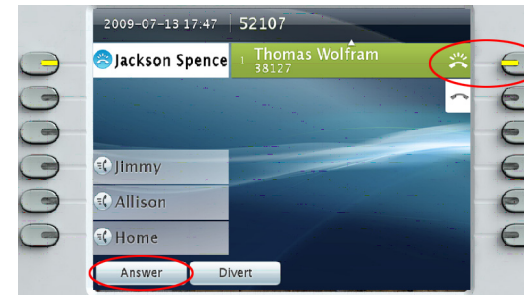 2009-07-13 17:47 52107
Jackson Spence 1 Thomas Wolfram
38127
Jimmy
Allison
Home
Answer Divert